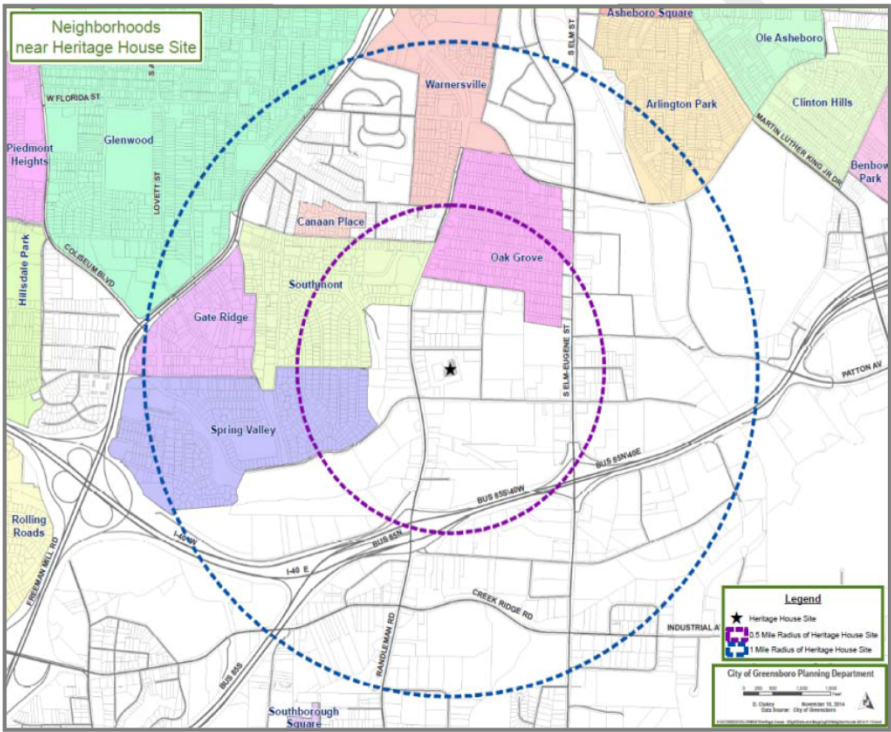 Neighborhoods
near Heritage House Site
Asheboro Square
S ELM ST
Ole Asheboro
Warnersville
W FLORIDA ST
Arlington Park
Clinton Hills
Glenwood
MARTIN LUTHER KING JR DR
Piedmont
Heights
Benbow
Park
LOVETT ST
Canaan Place
Hillsdale Park
COLISEUM BLVD
Oak Grove
Southmont
Gate Ridge
S ELM-EUGENE ST
PATTON AV
Spring Valley
BUS 85N\40E
BUS 85S\40W
Rolling
Roads
I-40 W
BUS 85N
I-40 E
FREEMAN MILL RD
CREEK RIDGE RD
RANDLEMAN RD
INDUSTRIAL A
BUS 85S
Southborough
Square
Legend
Heritage House Site
0.5 Mile Radius of Heritage House Site
1 Mile Radius of Heritage House Site
City of Greensboro Planning Department
November 10, 2014
Data Source: City of Greensboro